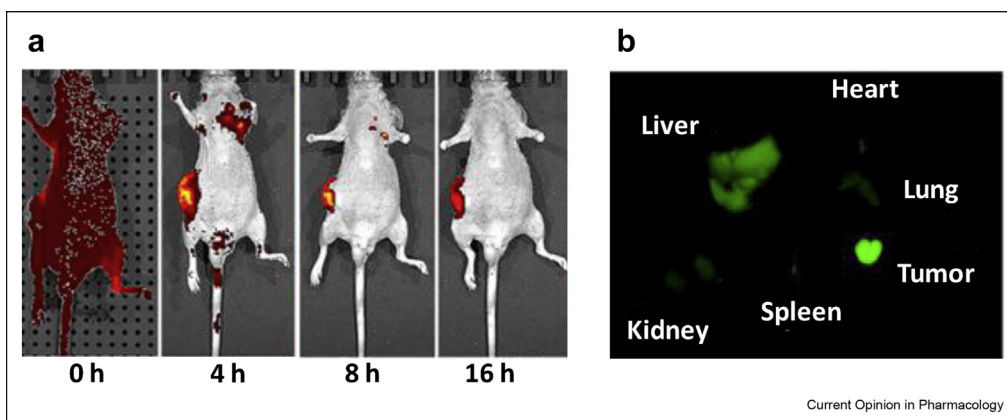 a
b
0 h
4 h
8 h
16 h
Heart
Liver
Lung
Tumor
Spleen
Kidney
Current Opinion in Pharmacology